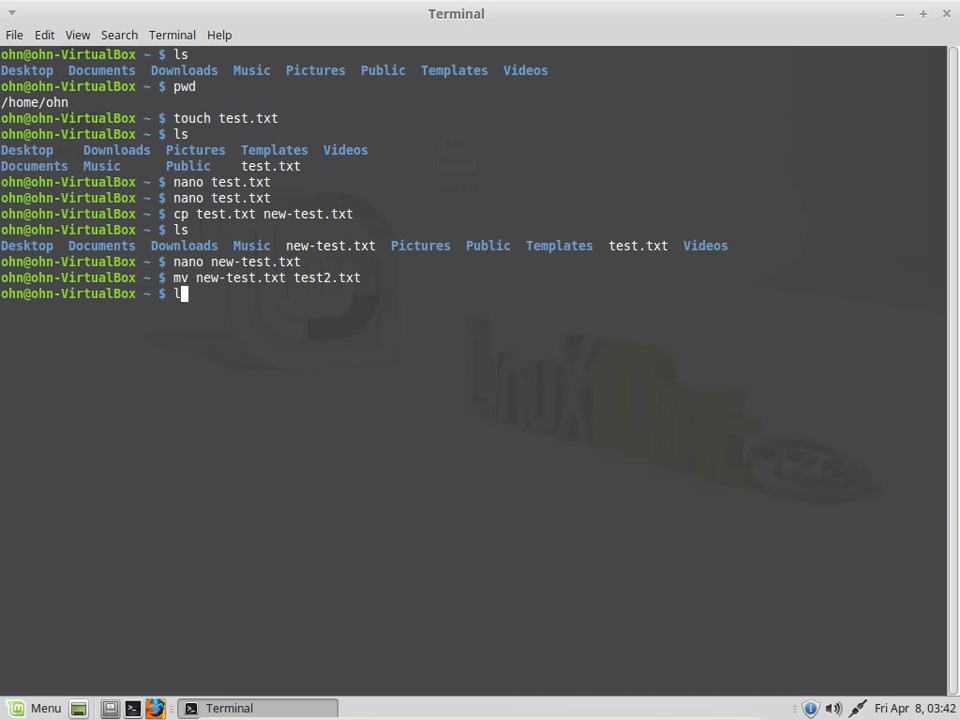 Terminal
File Edit View Search Terminal Help
ohn@ohn-VirtualBox ~ $ ls
Desktop Documents Downloads Music Pictures Public Templates Videos
ohn@ohn-VirtualBox ~ $ pwd
/home/ohn
ohn@ohn-VirtualBox ~ $ touch test.txt
ohn@ohn-VirtualBox ~ $ ls
Desktop Downloads Pictures Templates Videos
Documents Music Public test.txt
ohn@ohn-VirtualBox ~ $ nano test.txt
ohn@ohn-VirtualBox ~ $ nano test.txt
ohn@ohn-VirtualBox ~ $ cp test.txt new-test.txt
ohn@ohn-VirtualBox ~ $ ls
Desktop Documents Downloads Music new-test.txt Pictures Public Templates test.txt Videos
ohn@ohn-VirtualBox ~ $ nano new-test.txt
ohn@ohn-VirtualBox ~ $ mv new-test.txt test2.txt
ohn@ohn-VirtualBox ~ $ l
Linux Mint
Menu Terminal Fri Apr 8, 03:42